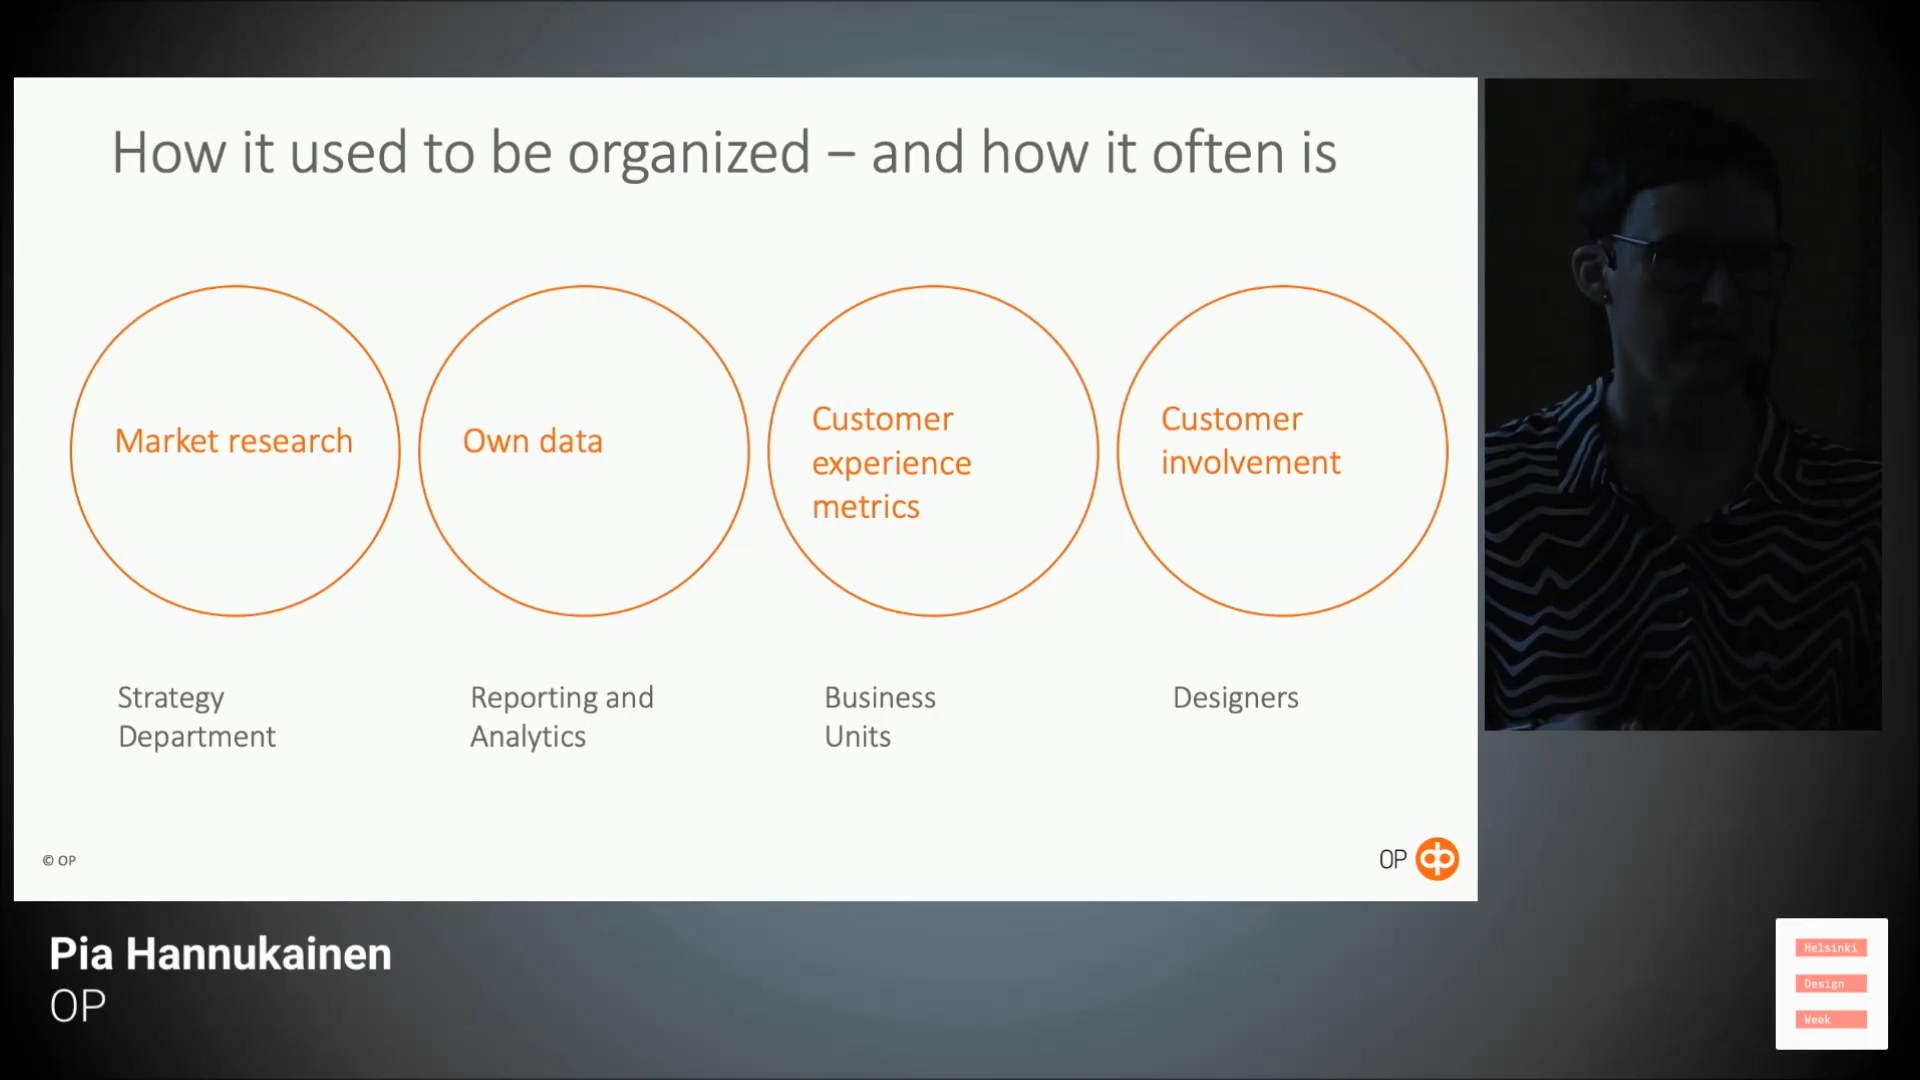 How it used to be organized – and how it often is
Market research
Own data
Customer
experience
metrics
Customer
involvement
Strategy
Department
Reporting and
Analytics
Business
Units
Designers
© OP
OP
Pia Hannukainen
OP
Helsinki
Design
Week